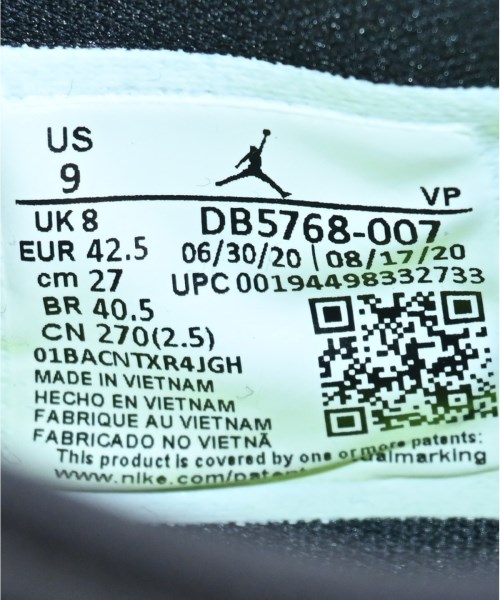 US
9
VP
UK 8
DB5768-007
EUR 42.5
06/30/20 | 08/17/20
cm 27
UPC 00194498332733
BR 40.5
CN 270(2.5)
01BACNTXR4JGH
MADE IN VIETNAM
HECHO EN VIETNAM
FABRIQUE AU VIETNAM
FABRICADO NO VIETNÃ
This product is covered by one or more patents:
www.nike.com/patent